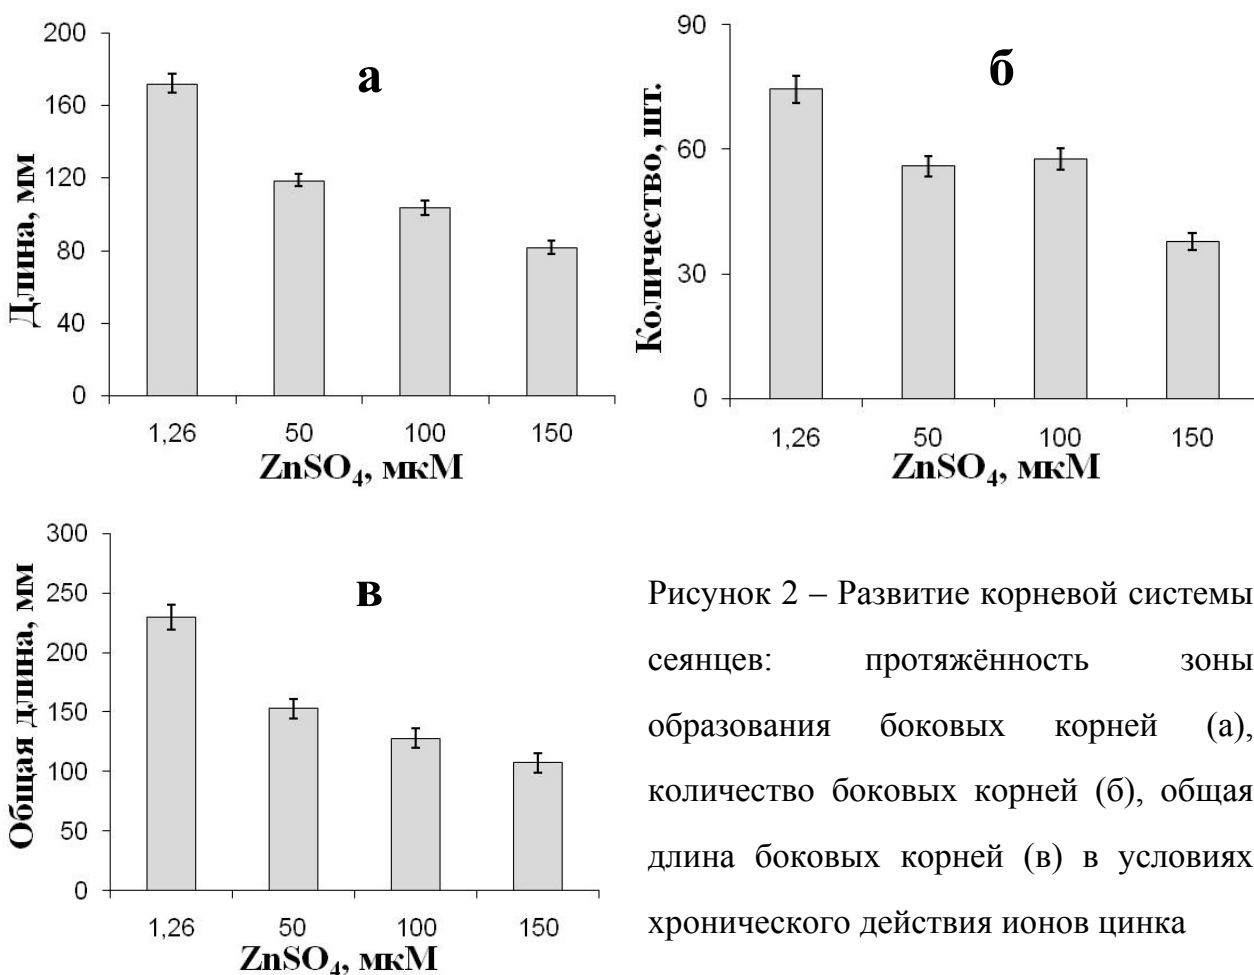 200
160
120
80
40
0
Длина, мм
а
1,26 50 100 150
ZnSO₄, мкМ
90
60
30
0
Количество, шт.
б
1,26 50 100 150
ZnSO₄, мкМ
300
250
200
150
100
50
0
Общая длина, мм
в
1,26 50 100 150
ZnSO₄, мкМ
Рисунок 2 – Развитие корневой системы
сеянцев: протяжённость зоны
образования боковых корней (а),
количество боковых корней (б), общая
длина боковых корней (в) в условиях
хронического действия ионов цинка